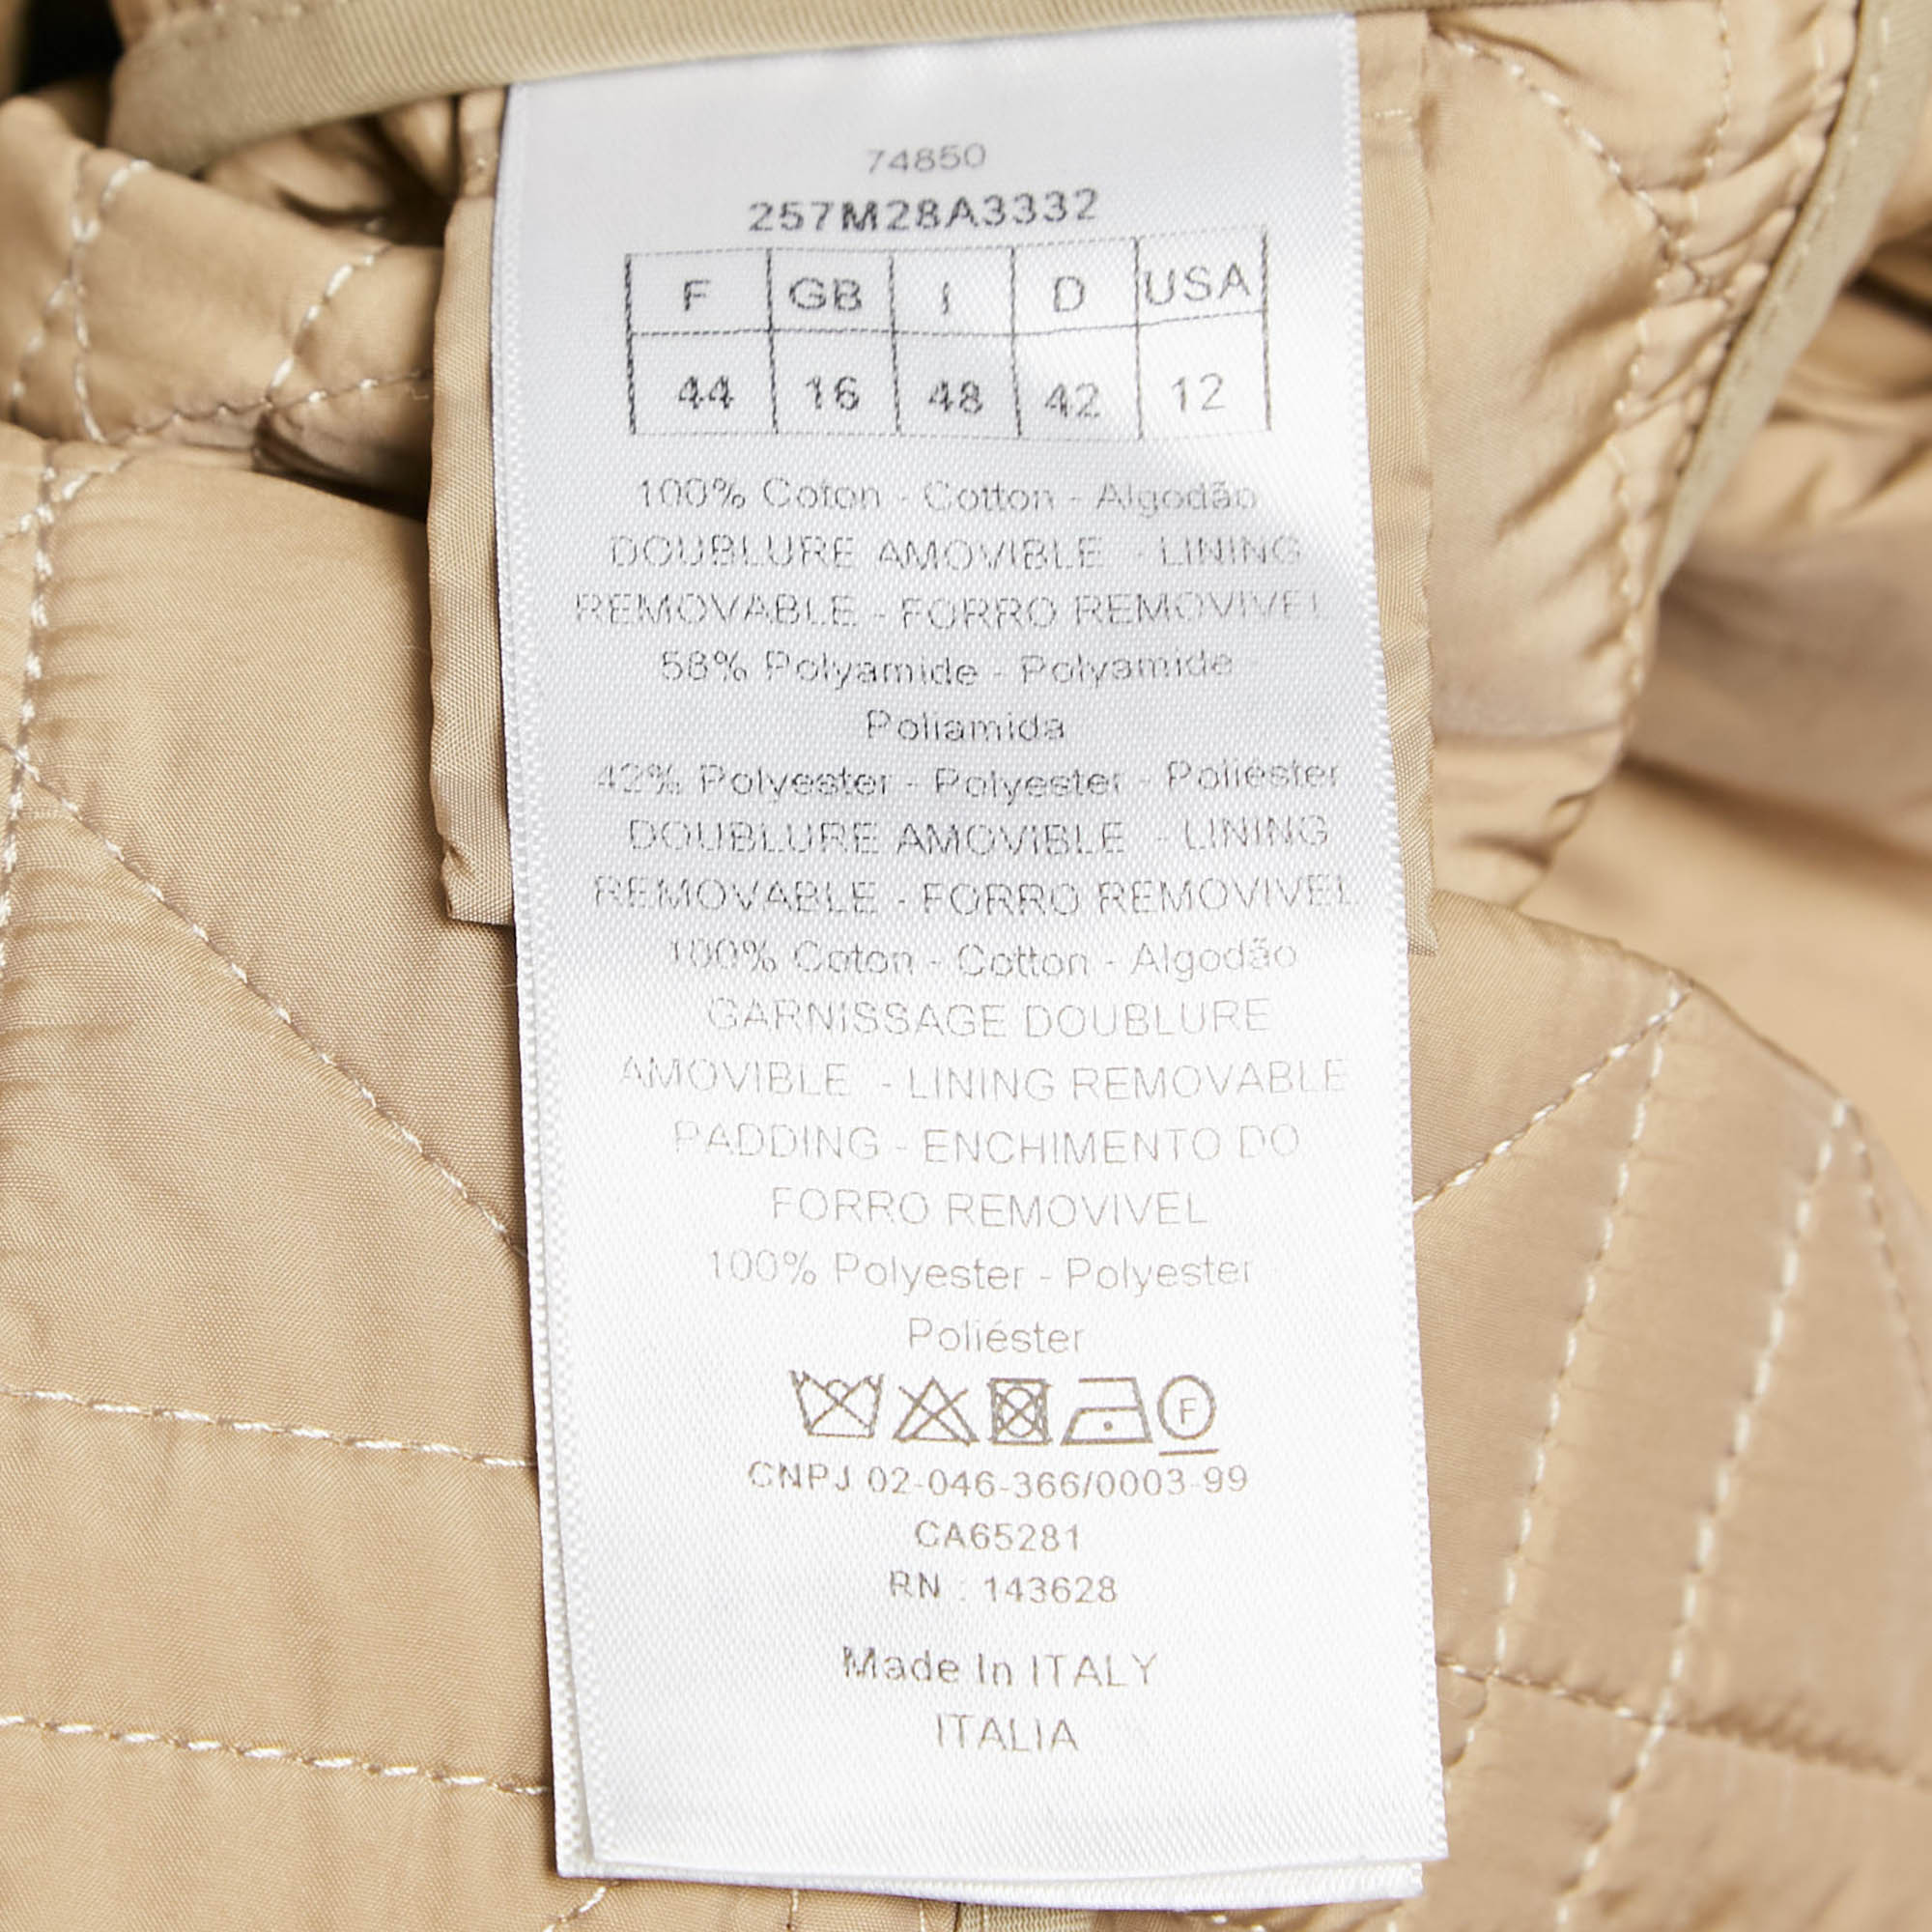 74850
257M28A3332
F GB I D USA
44 16 48 42 12
100% Coton - Cotton - Algodão
DOUBLURE AMOVIBLE - LINING
REMOVABLE - FORRO REMOVIVEL
58% Polyamide - Polyamide -
Poliamida
42% Polyester - Polyester - Poliéster
DOUBLURE AMOVIBLE - LINING
REMOVABLE - FORRO REMOVIVEL
100% Coton - Cotton - Algodão
GARNISSAGE DOUBLURE
AMOVIBLE - LINING REMOVABLE
PADDING - ENCHIMENTO DO
FORRO REMOVIVEL
100% Polyester - Polyester
Poliéster
F
CNPJ 02-046-366/0003-99
CA65281
RN : 143628
Made In ITALY
ITALIA